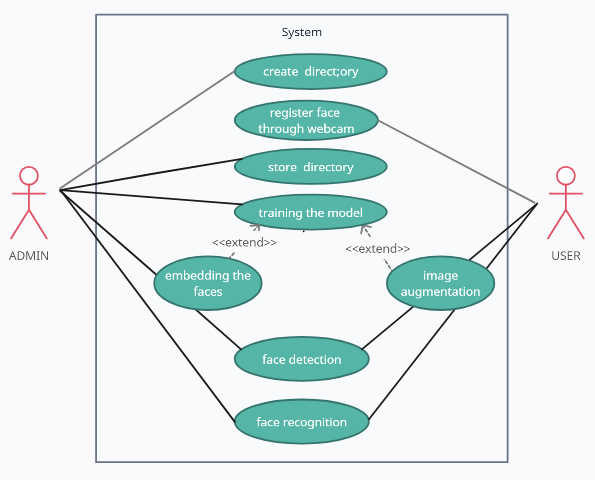 System
create  direct;ory
register face
through webcam
store  directory
training the model
<<extend>>
<<extend>>
ADMIN
USER
embedding the
faces
image
augmentation
face detection
face recognition